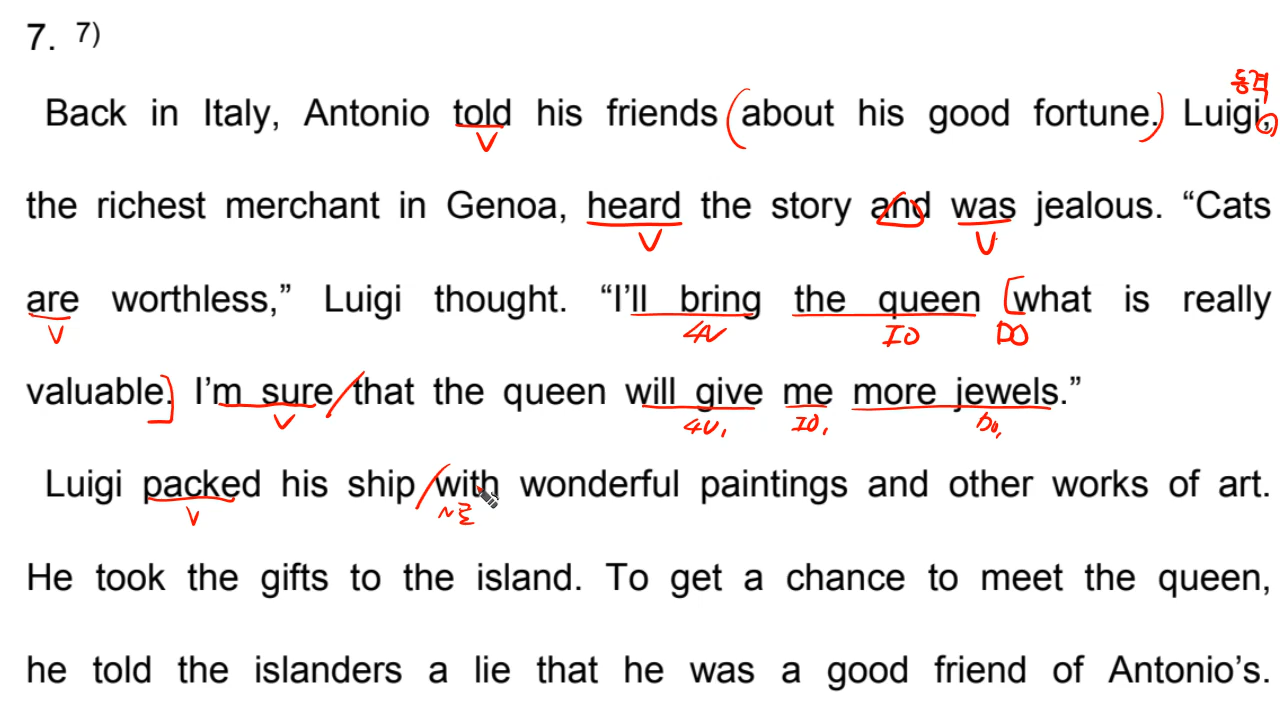 7. 7)
동격
Back in Italy, Antonio told his friends (about his good fortune.) Luigi,
V
the richest merchant in Genoa, heard the story and was jealous. “Cats
V V
are worthless,” Luigi thought. “I’ll bring the queen [what is really
V 4V IO DO
valuable.] I’m sure/that the queen will give me more jewels.”
V 4V, IO, DO,
Luigi packed his ship/with wonderful paintings and other works of art.
V ~로
He took the gifts to the island. To get a chance to meet the queen,
he told the islanders a lie that he was a good friend of Antonio’s.